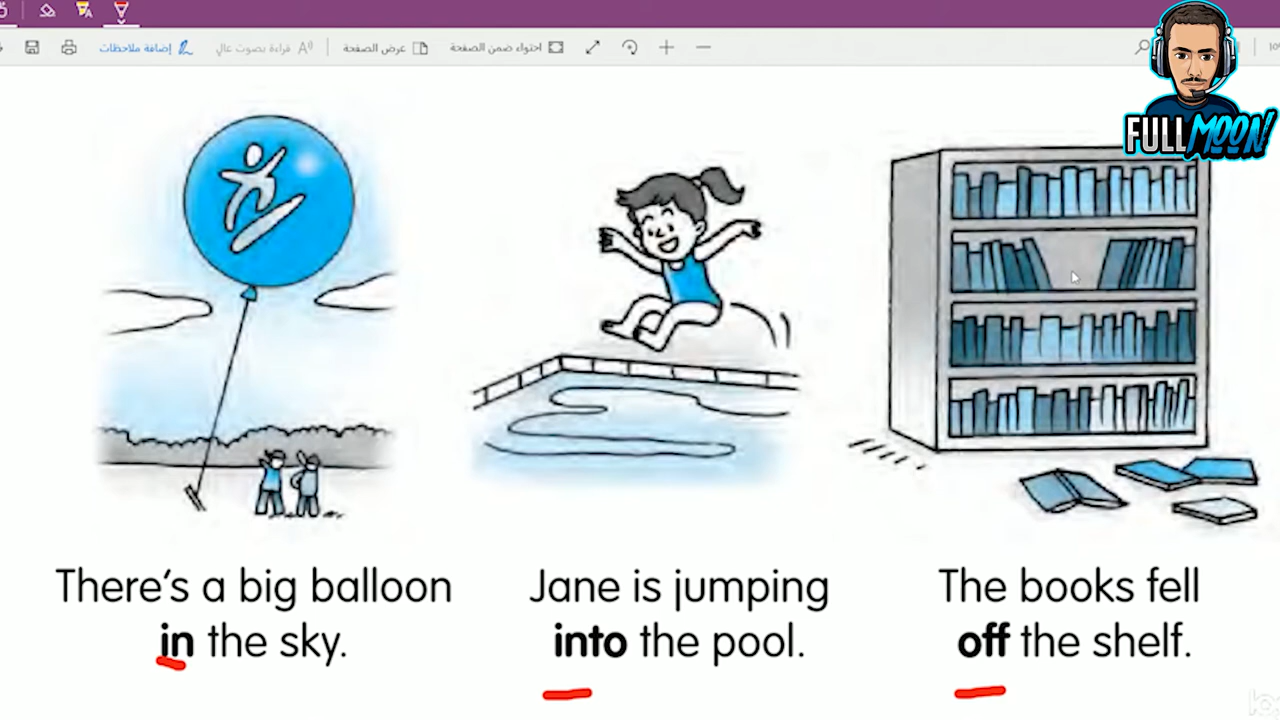 إضافة ملاحظات
قراءة بصوت عالٍ
عرض الصفحة
احتواء ضمن الصفحة
FULL MOON
There's a big balloon
in the sky.
Jane is jumping
into the pool.
The books fell
off the shelf.